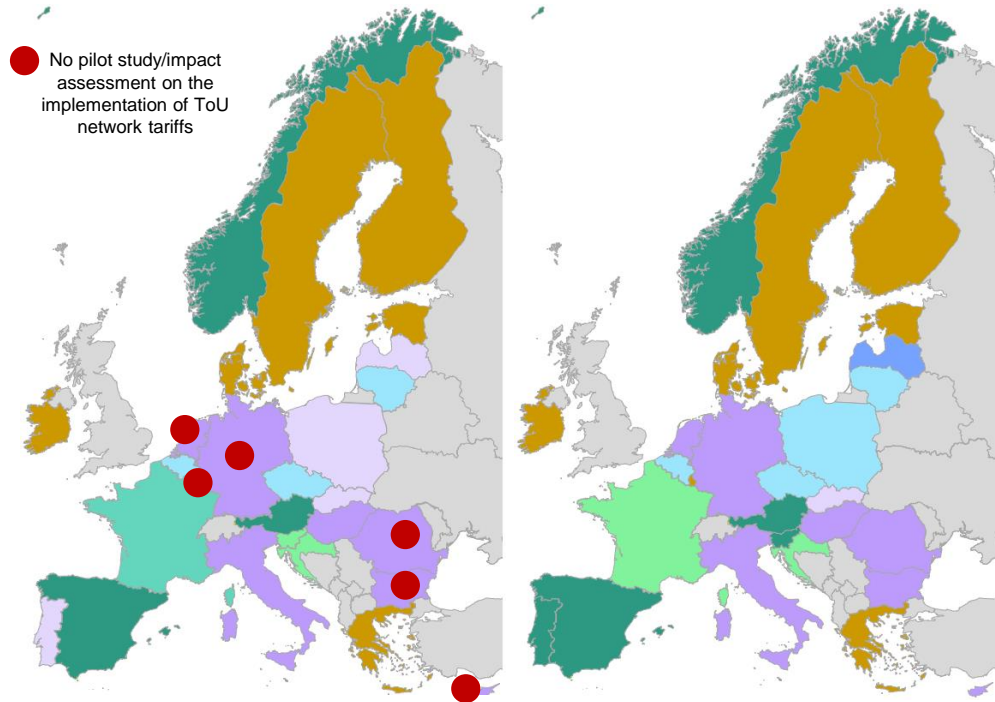 No pilot study/impact
assessment on the
implementation of ToU
network tariffs